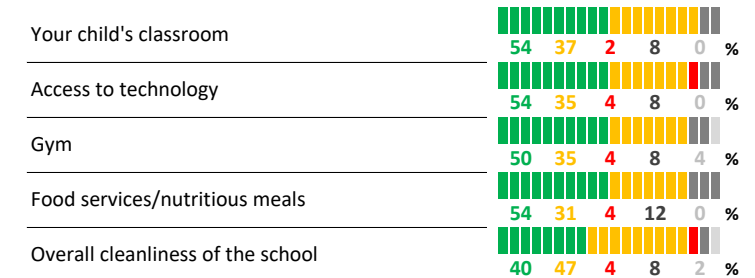 Your child's classroom
54 37 2 8 0 %
Access to technology
54 35 4 8 0 %
Gym
50 35 4 8 4 %
Food services/nutritious meals
54 31 4 12 0 %
Overall cleanliness of the school
40 47 4 8 2 %